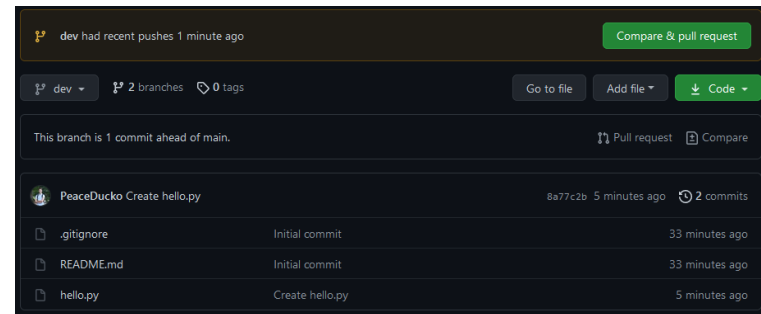 dev had recent pushes 1 minute ago Compare & pull request
dev 2 branches 0 tags Go to file Add file Code
This branch is 1 commit ahead of main. Pull request Compare
PeaceDucko Create hello.py 8a77c2b 5 minutes ago 2 commits
.gitignore Initial commit 33 minutes ago
README.md Initial commit 33 minutes ago
hello.py Create hello.py 5 minutes ago